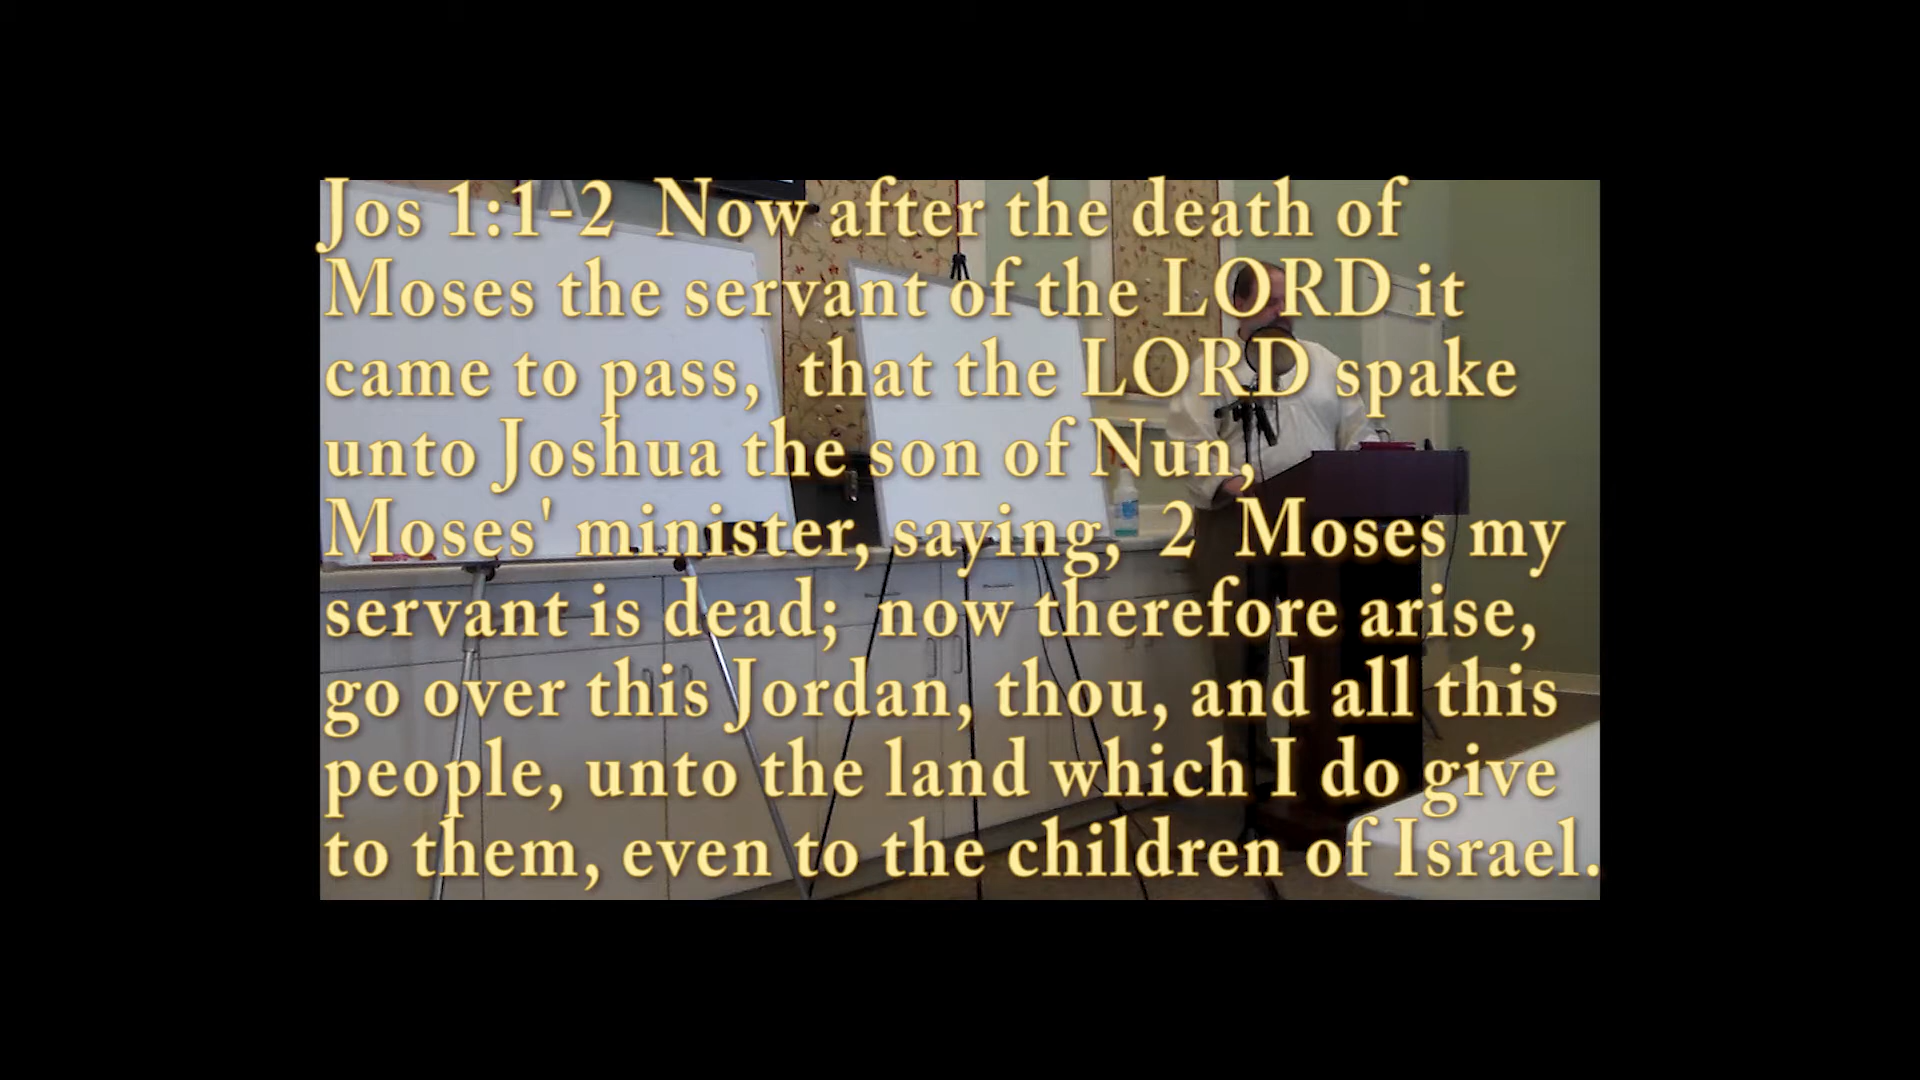 Jos 1:1-2  Now after the death of
Moses the servant of the LORD it
came to pass,  that the LORD spake
unto Joshua the son of Nun,
Moses' minister, saying,  2  Moses my
servant is dead;  now therefore arise,
go over this Jordan, thou, and all this
people, unto the land which I do give
to them, even to the children of Israel.